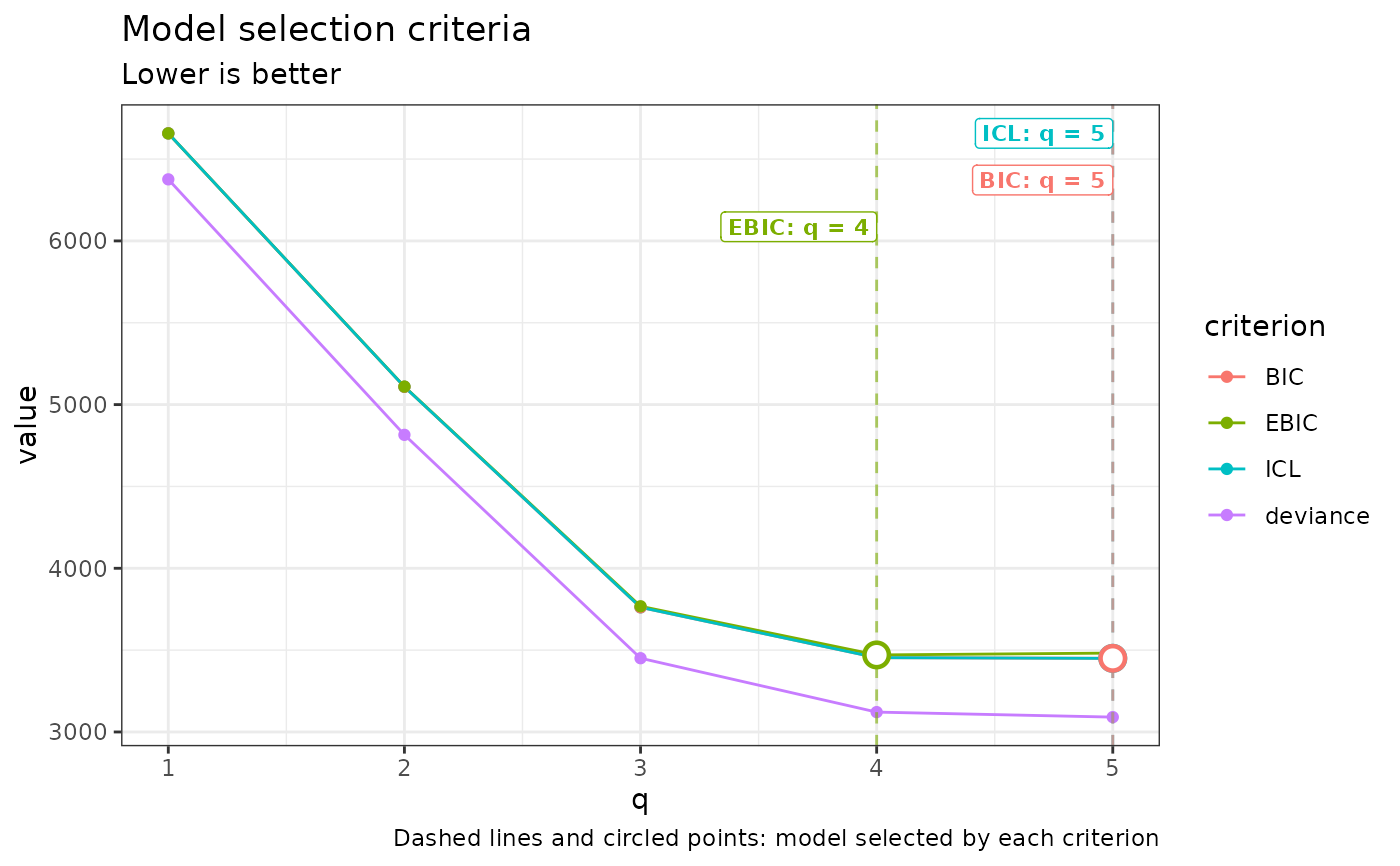 Model selection criteria
Lower is better
ICL: q = 5
BIC: q = 5
EBIC: q = 4
6000
5000
4000
3000
value
1 2 3 4 5
q
criterion
BIC
EBIC
ICL
deviance
Dashed lines and circled points: model selected by each criterion